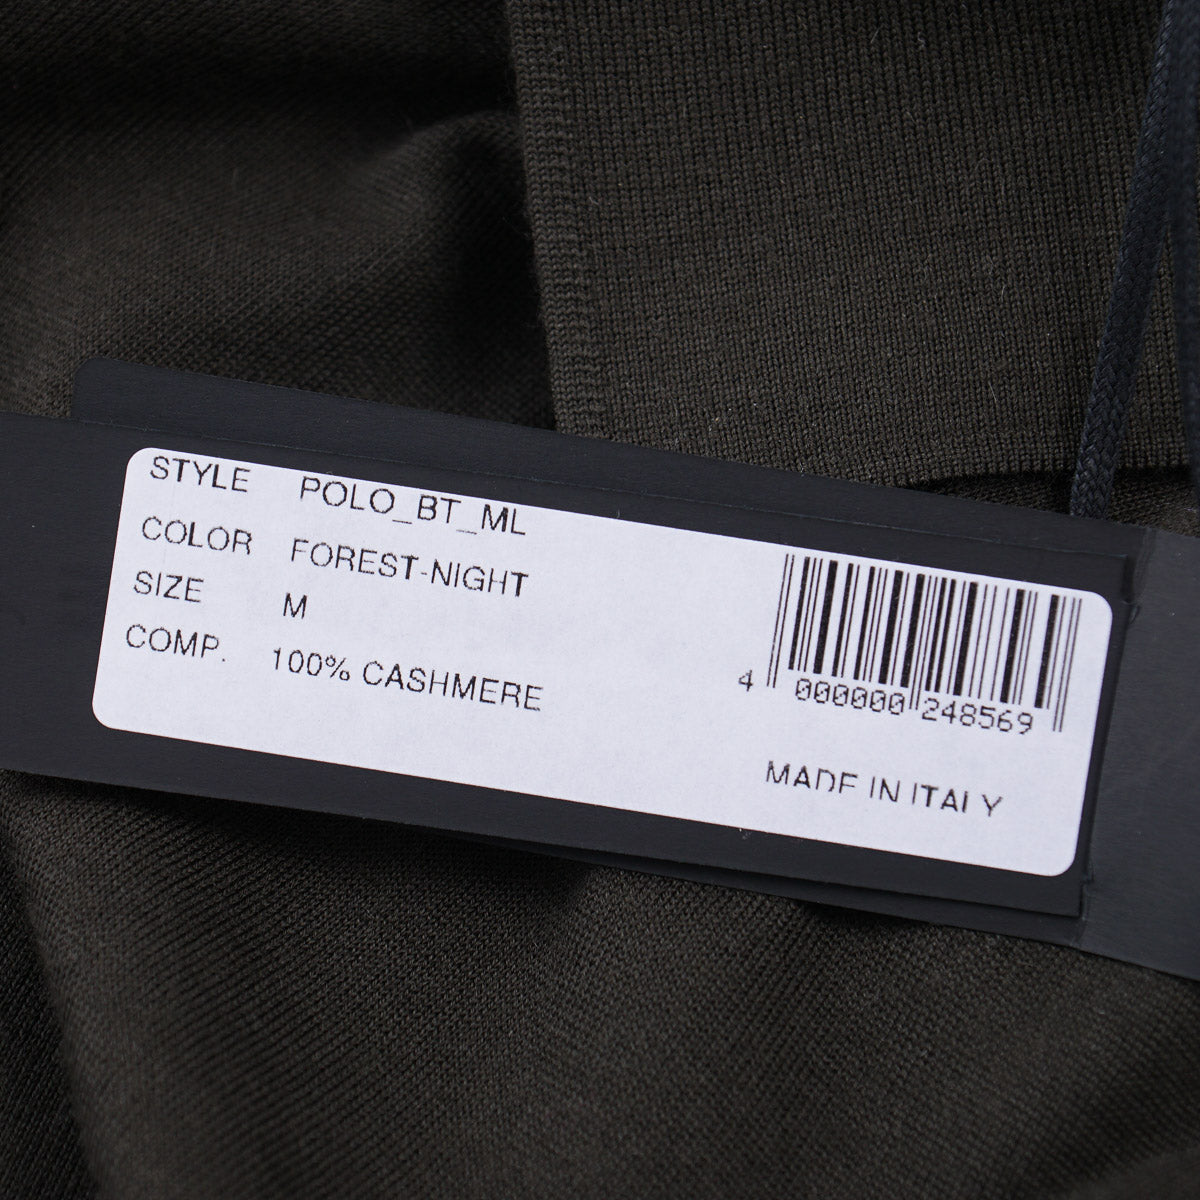 STYLE POLO_BT_ML
COLOR FOREST-NIGHT
SIZE M
COMP. 100% CASHMERE
4 000000 248569
MADE IN ITALY